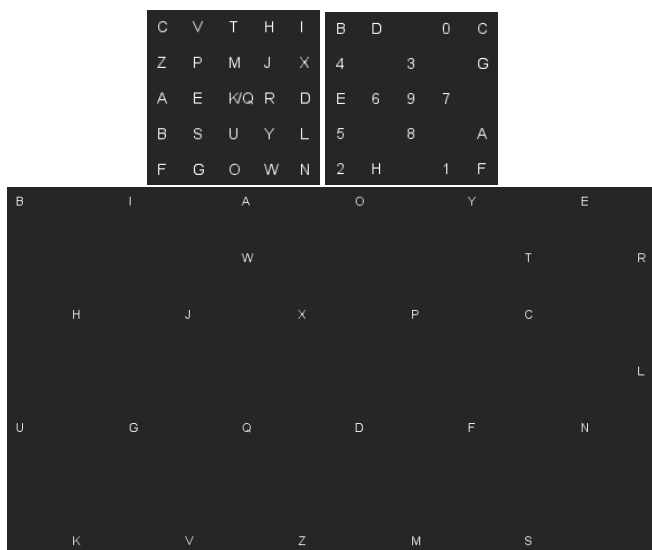 C V T H I
Z P M J X
A E K/Q R D
B S U Y L
F G O W N
B D 0 C
4 3 G
E 6 9 7
5 8 A
2 H 1 F
B I A O Y E
W T R
H J X P C
L
U G Q D F N
K V Z M S